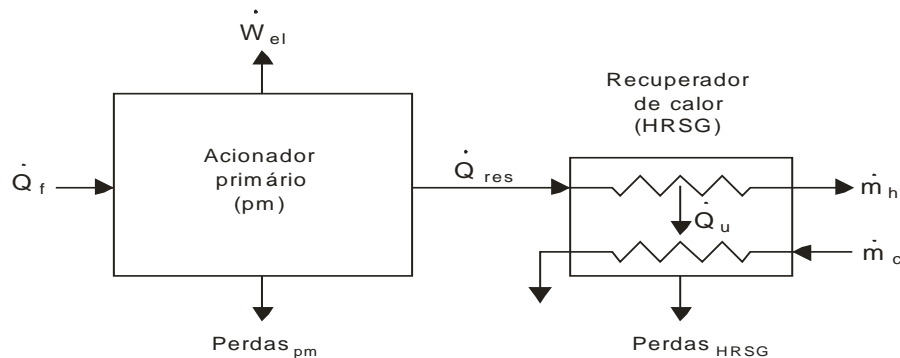 Ẇ el
Recuperador
de calor
(HRSG)
Acionador
primário
(pm)
Q̇ f
Q̇ res
ṁ h
Q̇ u
ṁ c
Perdas pm
Perdas HRSG